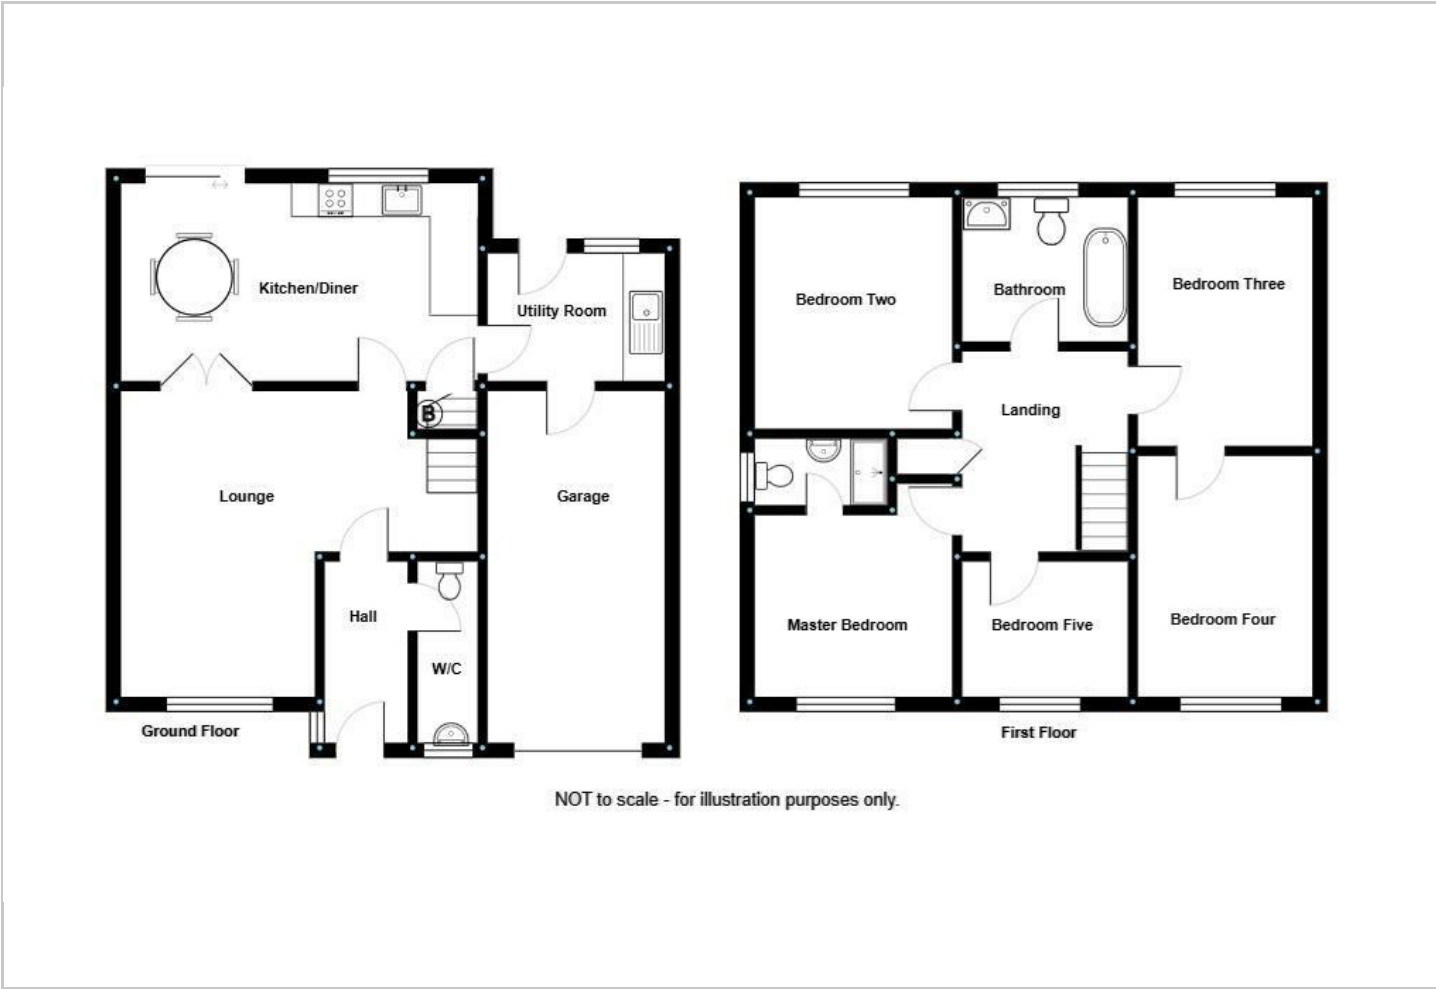 Kitchen/Diner
Utility Room
B
Lounge
Garage
Hall
W/C
Ground Floor
Bedroom Two
Bathroom
Bedroom Three
Landing
Master Bedroom
Bedroom Five
Bedroom Four
First Floor
NOT to scale - for illustration purposes only.